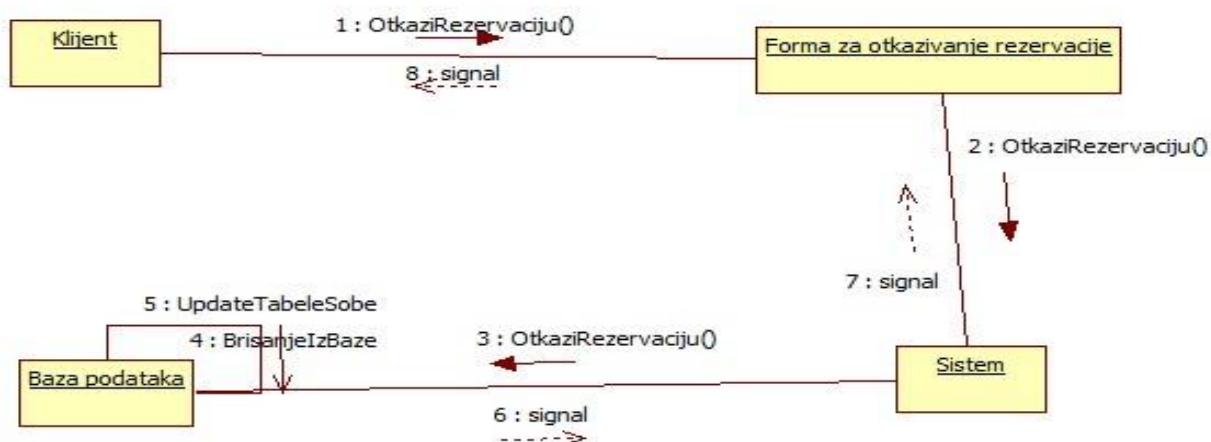 1 : OtkaziRezervaciju()
Klijent
Forma za otkazivanje rezervacije
8 : signal
2 : OtkaziRezervaciju()
7 : signal
5 : UpdateTabeleSobe
4 : BrisanjeIzBaze
3 : OtkaziRezervaciju()
Baza podataka
Sistem
6 : signal